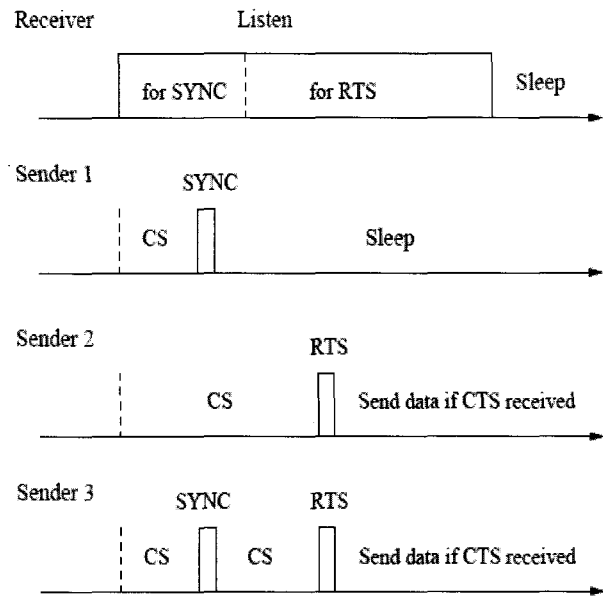 Receiver Listen
for SYNC for RTS Sleep
Sender 1
SYNC
CS Sleep
Sender 2
RTS
CS Send data if CTS received
Sender 3
SYNC RTS
CS CS Send data if CTS received